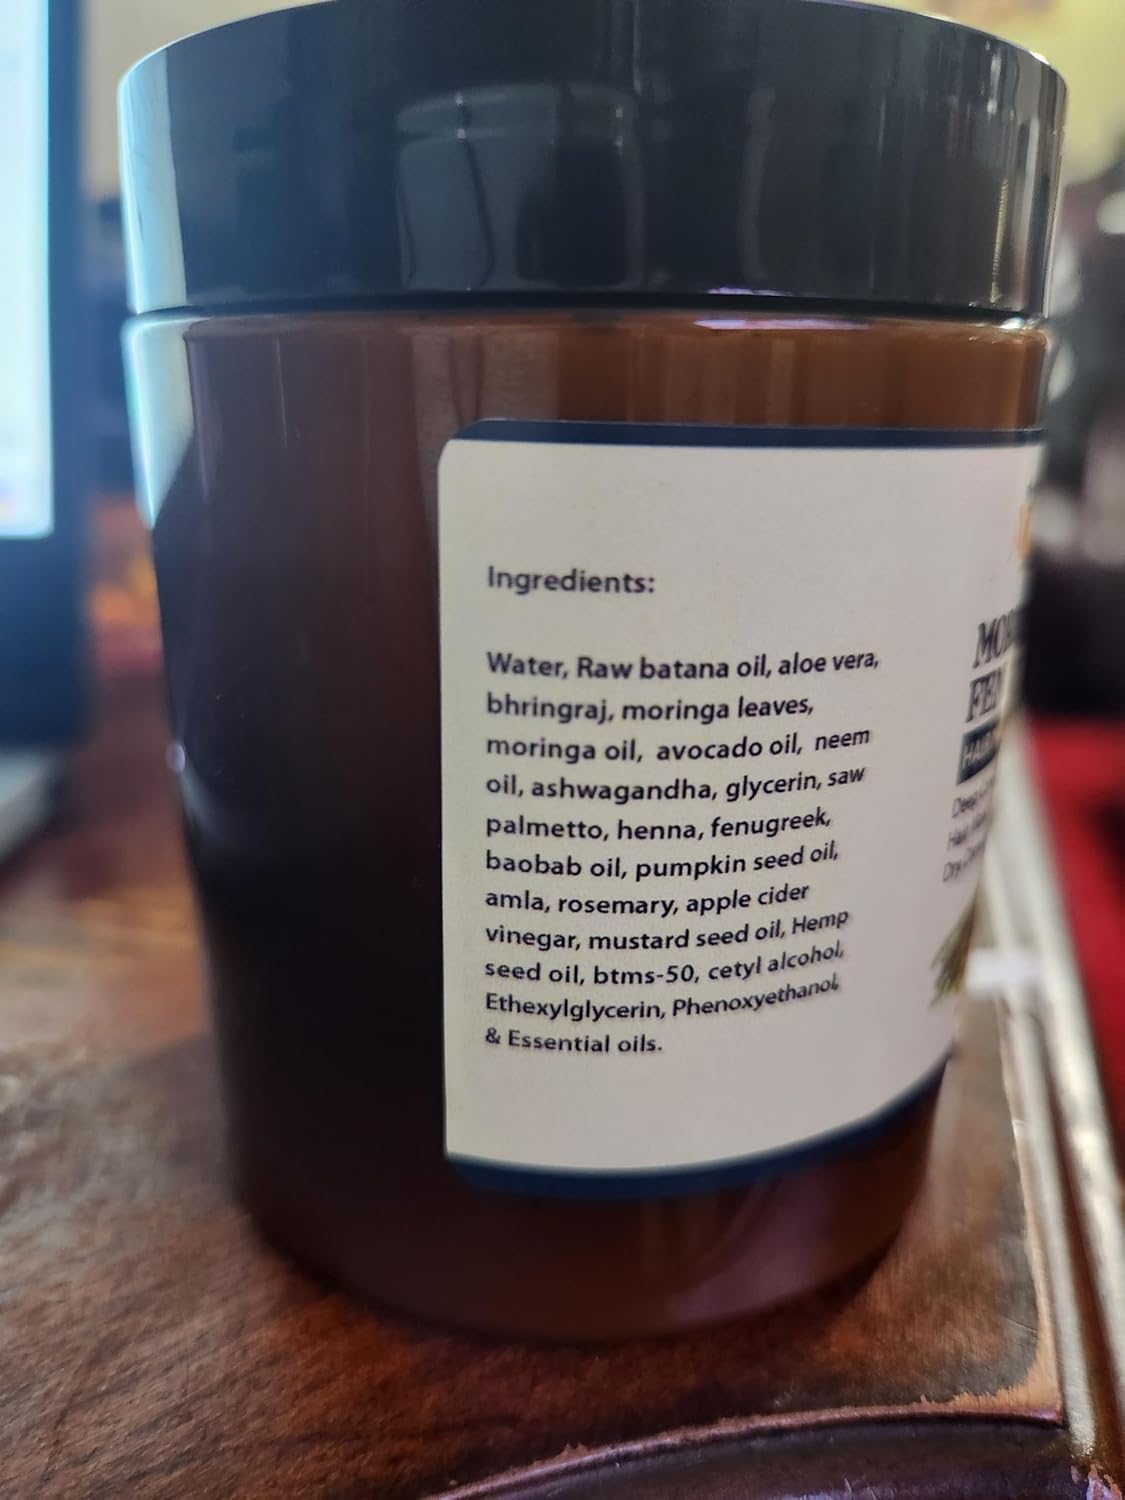 Ingredients:
Water, Raw batana oil, aloe vera,
bhringraj, moringa leaves,
moringa oil, avocado oil, neem
oil, ashwagandha, glycerin, saw
palmetto, henna, fenugreek,
baobab oil, pumpkin seed oil,
amla, rosemary, apple cider
vinegar, mustard seed oil, Hemp
seed oil, btms-50, cetyl alcohol,
Ethexylglycerin, Phenoxyethanol,
& Essential oils.